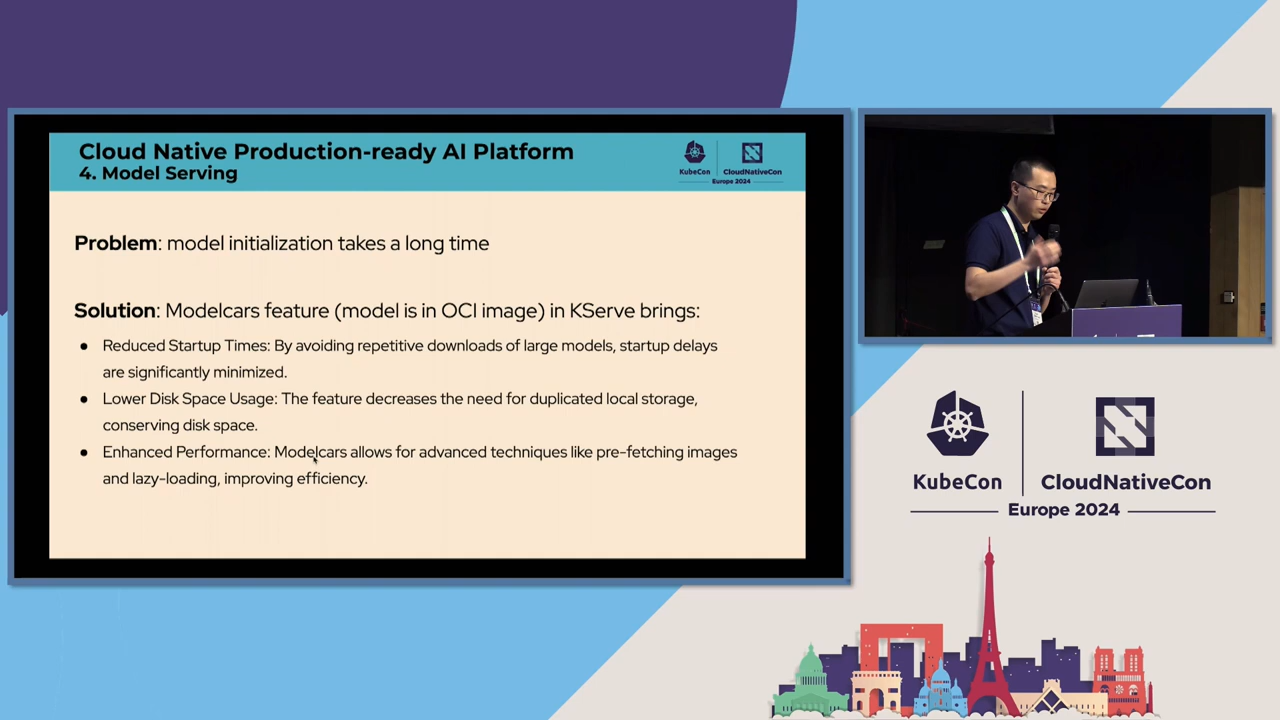 Cloud Native Production-ready AI Platform
4. Model Serving
KubeCon
CloudNativeCon
Europe 2024
Problem: model initialization takes a long time
Solution: Modelcars feature (model is in OCI image) in KServe brings:
● Reduced Startup Times: By avoiding repetitive downloads of large models, startup delays
are significantly minimized.
● Lower Disk Space Usage: The feature decreases the need for duplicated local storage,
conserving disk space.
● Enhanced Performance: Modelcars allows for advanced techniques like pre-fetching images
and lazy-loading, improving efficiency.
KubeCon
CloudNativeCon
Europe 2024